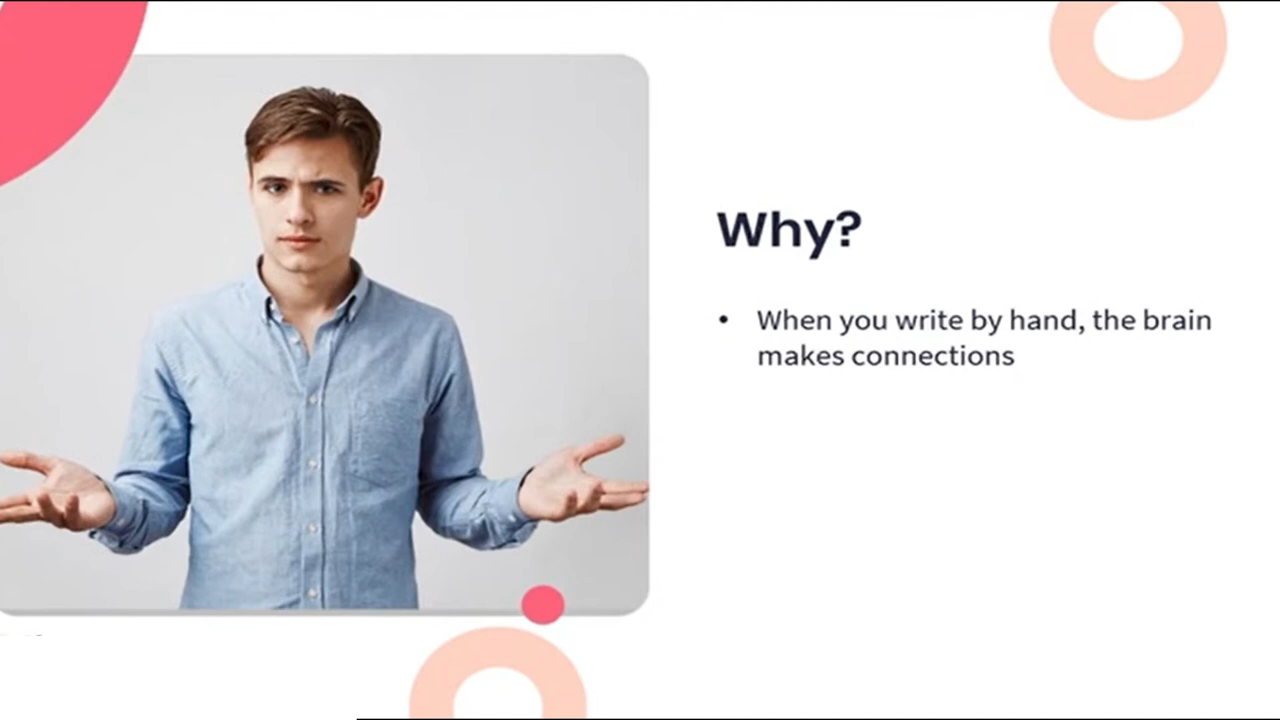 Why?
• When you write by hand, the brain
makes connections